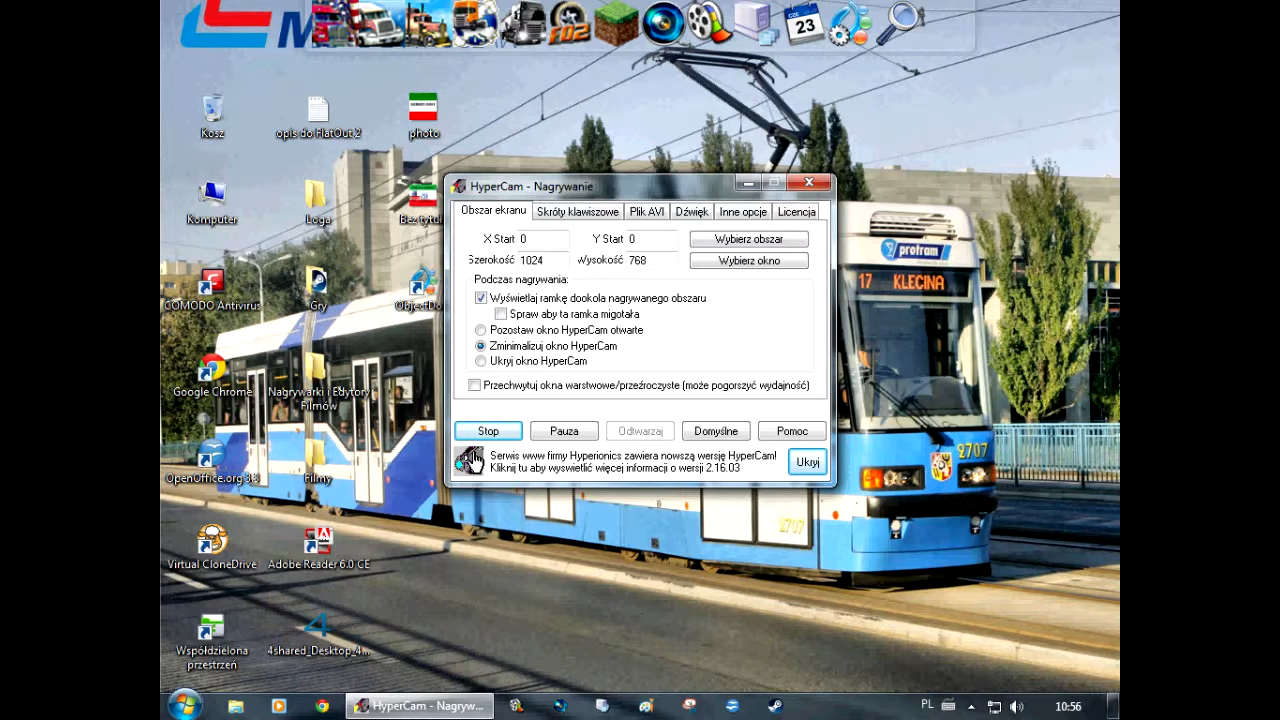 M
CZE
23
Kosz
opis do FlatOut 2
photo
Komputer
Loga
Bez tytuł
COMODO Antivirus
Gry
ObjectDo
Google Chrome
Nagrywarki i Edytory
Filmów
OpenOffice.org 3.3
Filmy
Virtual CloneDrive
Adobe Reader 6.0 CE
Współdzielona
przestrzeń
4shared_Desktop_4...
HyperCam - Nagrywanie
Obszar ekranu
Skróty klawiszowe
Plik AVI
Dźwięk
Inne opcje
Licencja
X Start 0
Y Start 0
Wybierz obszar
Szerokość 1024
Wysokość 768
Wybierz okno
Podczas nagrywania:
Wyświetlaj ramkę dookoła nagrywanego obszaru
Spraw aby ta ramka migotała
Pozostaw okno HyperCam otwarte
Zminimalizuj okno HyperCam
Ukryj okno HyperCam
Przechwytuj okna warstwowe/przeźroczyste (może pogorszyć wydajność)
Stop
Pauza
Odtwarzaj
Domyślne
Pomoc
Serwis www firmy Hyperionics zawiera nowszą wersję HyperCam!
Kliknij tu aby wyswietlić więcej informacji o wersji 2.16.03
Ukryj
protram
17 KLECINA
2707
2707
HyperCam - Nagryw...
PL
10:56